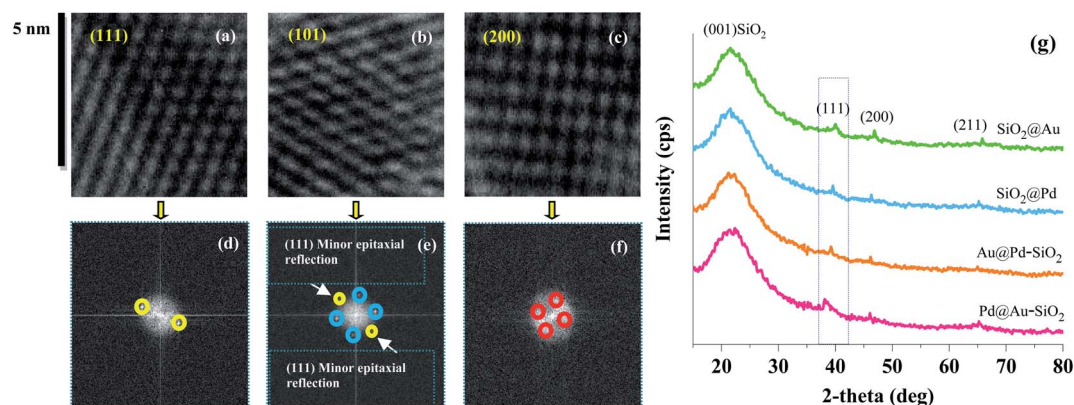 5 nm
(111)
(a)
(101)
(b)
(200)
(c)
(d)
(111) Minor epitaxial
reflection
(e)
(111) Minor epitaxial
reflection
(f)
(g)
(001)SiO₂
(111)
(200)
(211)
SiO₂@Au
SiO₂@Pd
Au@Pd-SiO₂
Pd@Au-SiO₂
Intensity (cps)
20 30 40 50 60 70 80
2-theta (deg)